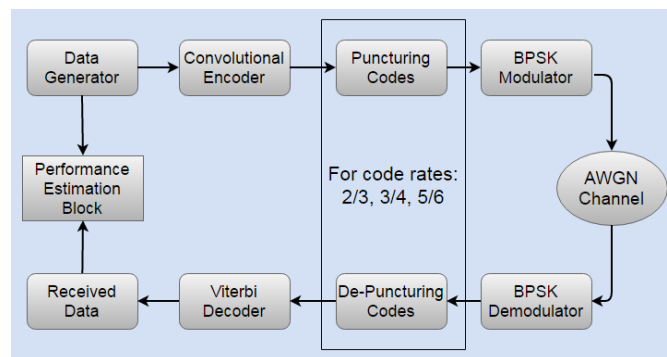 Data
Generator
Convolutional
Encoder
Puncturing
Codes
BPSK
Modulator
Performance
Estimation
Block
For code rates:
2/3, 3/4, 5/6
AWGN
Channel
Received
Data
Viterbi
Decoder
De-Puncturing
Codes
BPSK
Demodulator